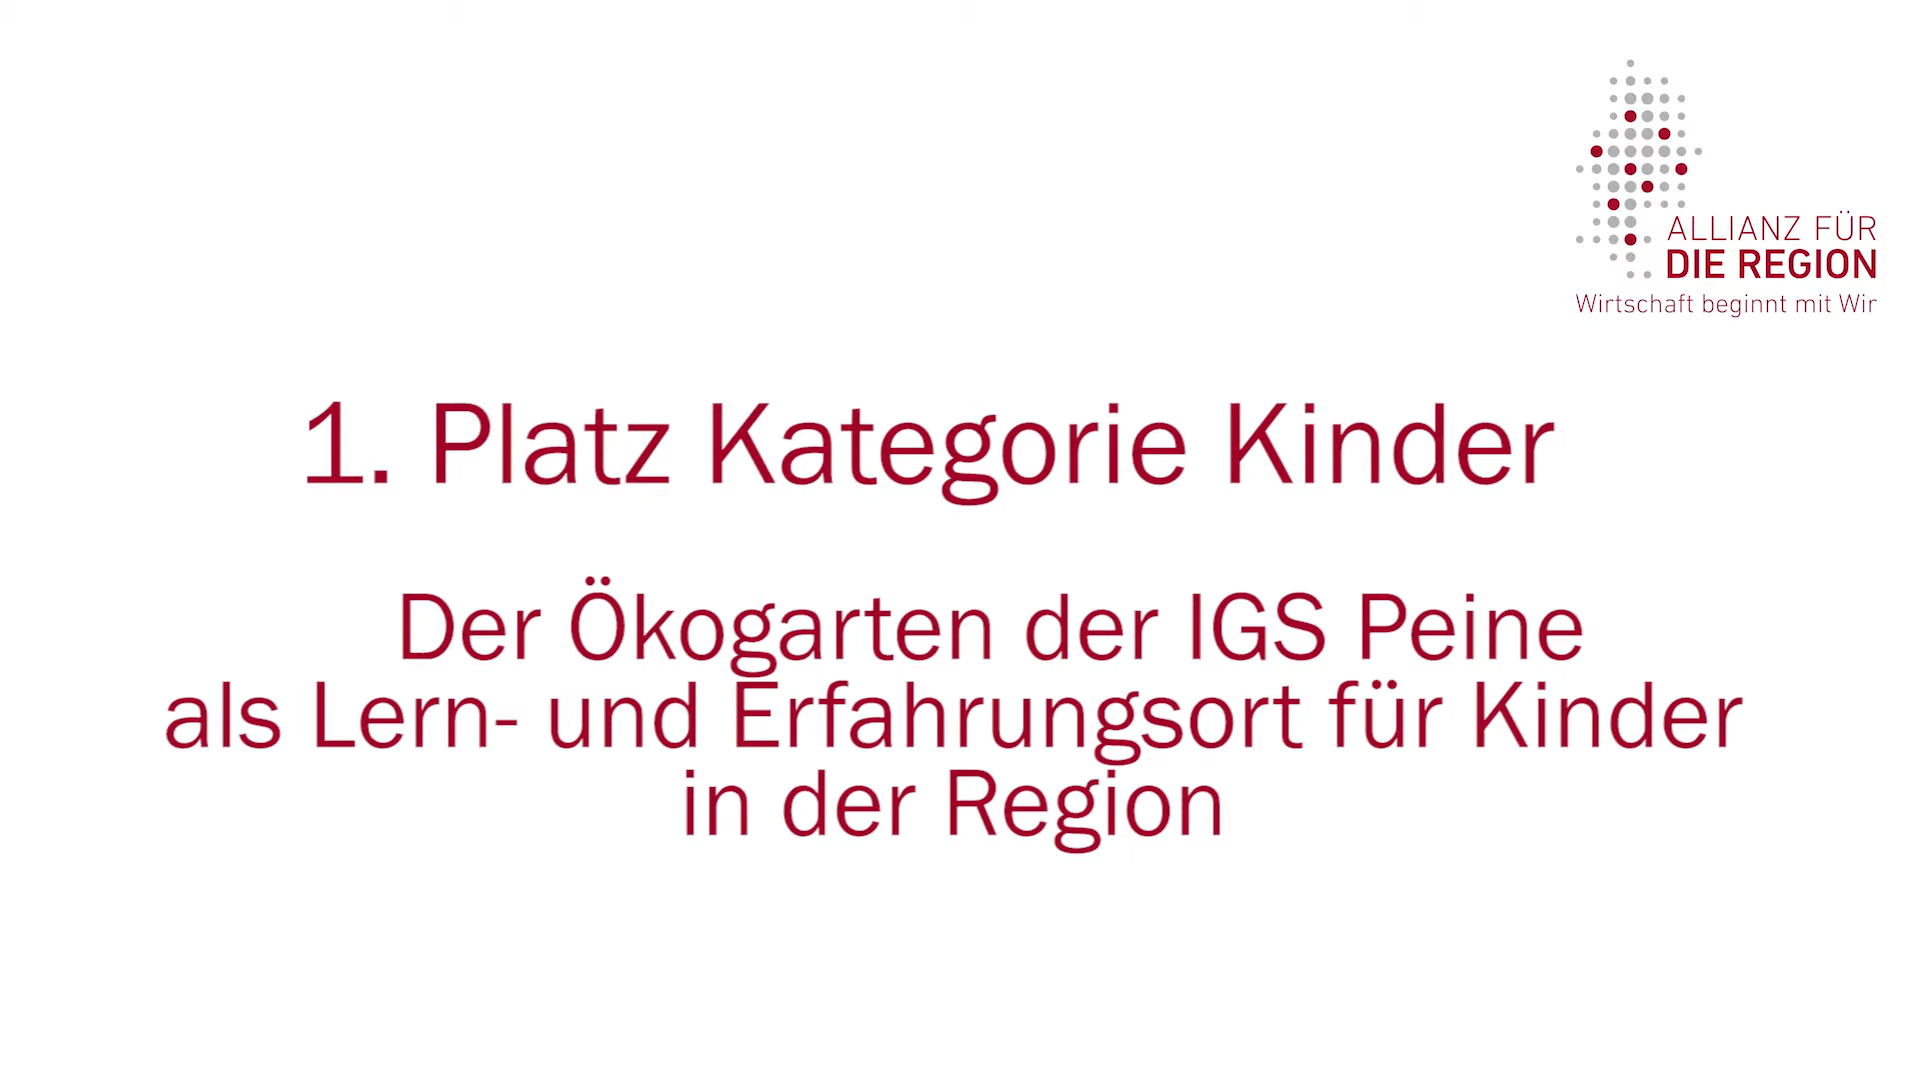 ALLIANZ FÜR
DIE REGION
Wirtschaft beginnt mit Wir
1. Platz Kategorie Kinder
Der Ökogarten der IGS Peine
als Lern- und Erfahrungsort für Kinder
in der Region